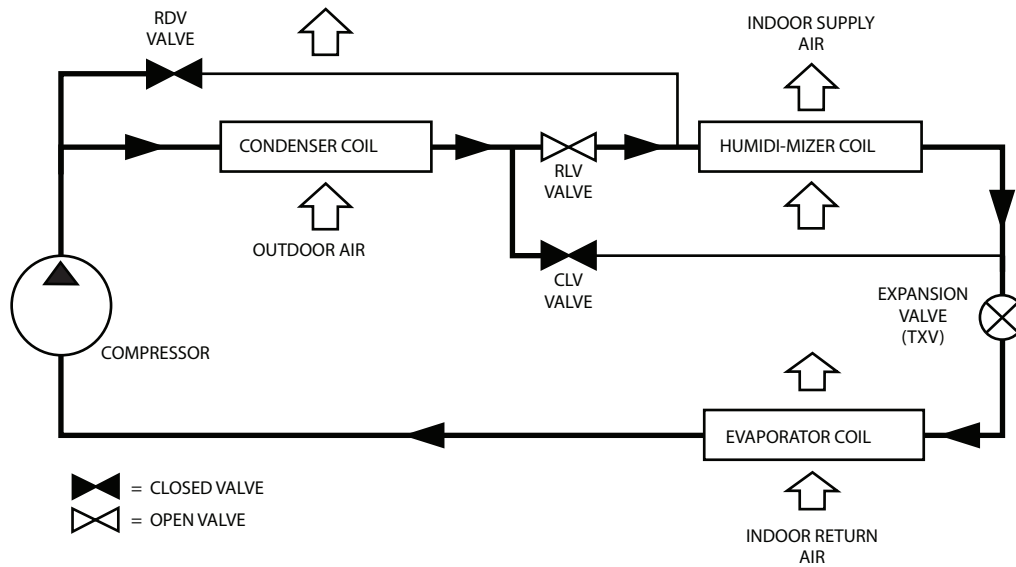 RDV
VALVE
INDOOR SUPPLY
AIR
CONDENSER COIL
HUMIDI-MIZER COIL
RLV
VALVE
OUTDOOR AIR
CLV
VALVE
EXPANSION
VALVE
(TXV)
COMPRESSOR
EVAPORATOR COIL
= CLOSED VALVE
= OPEN VALVE
INDOOR RETURN
AIR